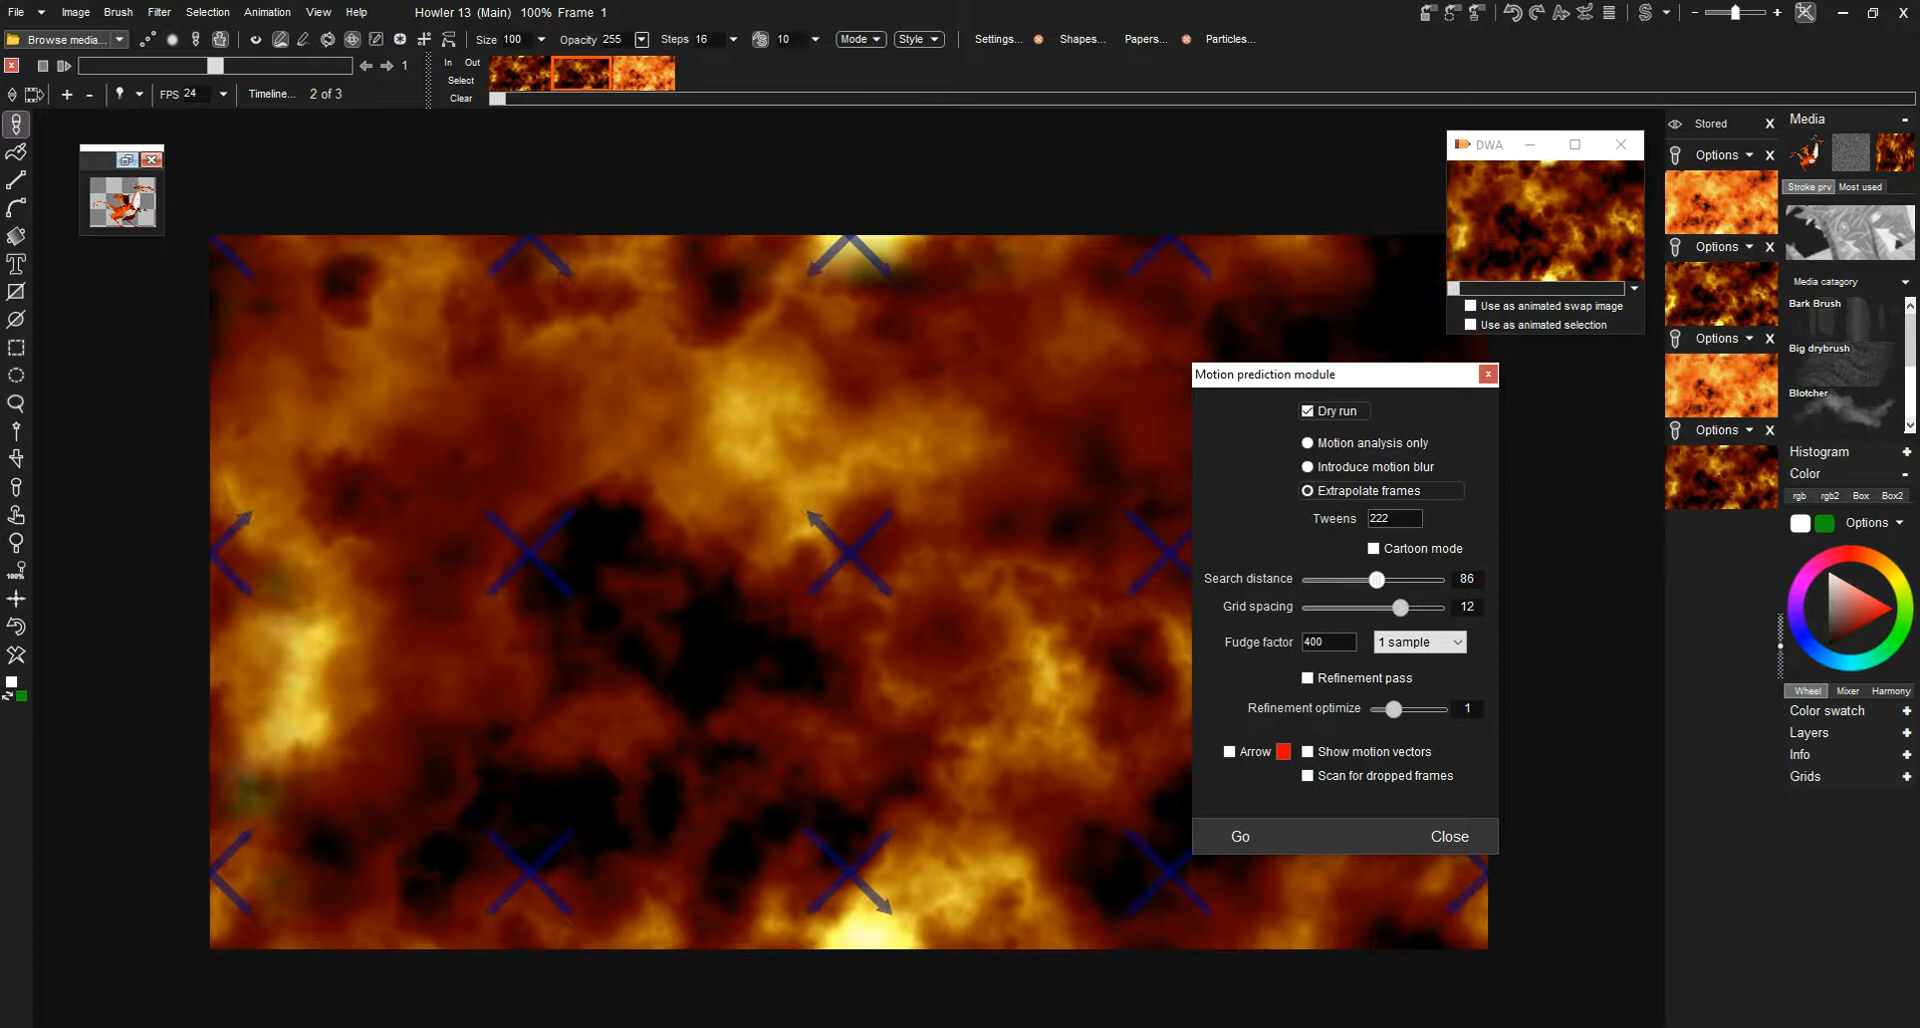 File Image Brush Filter Selection Animation View Help Howler 13 (Main) 100% Frame 1
Browse media... Size 100 Opacity 255 Steps 16 10 Mode Style Settings... Shapes... Papers... Particles...
1 In Out
Select
FPS 24 Timeline... 2 of 3 Clear
Stored
Options
Options
Options
Options
DWA
Use as animated swap image
Use as animated selection
Motion prediction module
Dry run
Motion analysis only
Introduce motion blur
Extrapolate frames
Tweens 222
Cartoon mode
Search distance 86
Grid spacing 12
Fudge factor 400 1 sample
Refinement pass
Refinement optimize 1
Arrow Show motion vectors
Scan for dropped frames
Go Close
Media
Stroke prv Most used
Media catagory
Bark Brush
Big drybrush
Blotcher
Histogram
Color
rgb rgb2 Box Box2
Options
Wheel Mixer Harmony
Color swatch
Layers
Info
Grids
100%